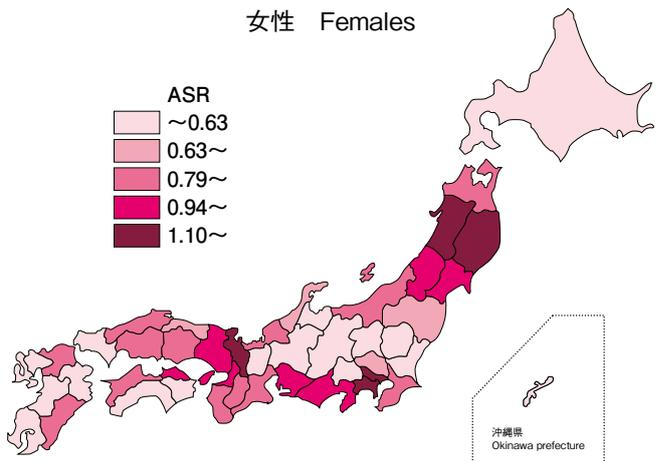 女性　Females
ASR
～0.63
0.63～
0.79～
0.94～
1.10～
沖縄県
Okinawa prefecture